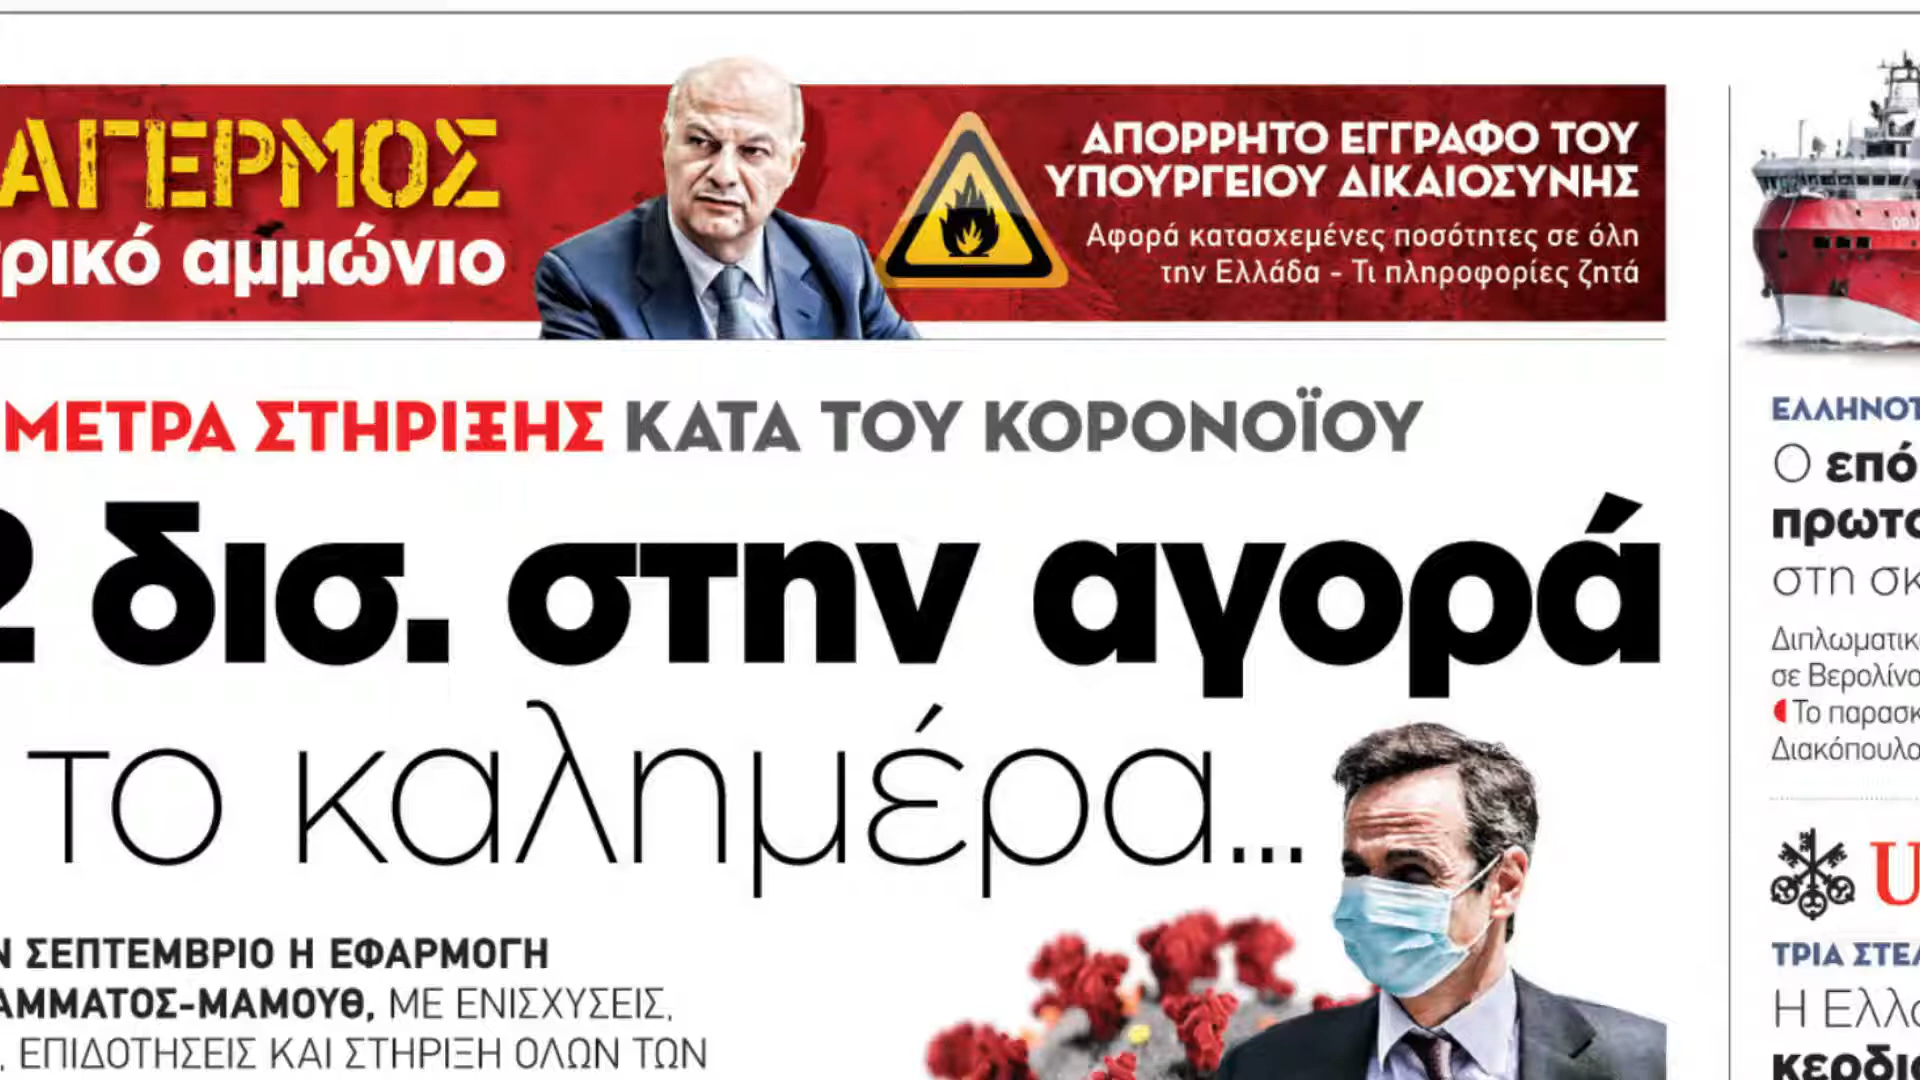 ΑΓΕΡΜΟΣ
ρικό αμμώνιο
ΑΠΟΡΡΗΤΟ ΕΓΓΡΑΦΟ ΤΟΥ
ΥΠΟΥΡΓΕΙΟΥ ΔΙΚΑΙΟΣΥΝΗΣ
Αφορά κατασχεμένες ποσότητες σε όλη
την Ελλάδα - Τι πληροφορίες ζητά
ΜΕΤΡΑ ΣΤΗΡΙΞΗΣ ΚΑΤΑ ΤΟΥ ΚΟΡΟΝΟΪΟΥ
2 δισ. στην αγορά
το καλημέρα...
Ν ΣΕΠΤΕΜΒΡΙΟ Η ΕΦΑΡΜΟΓΗ
ΑΜΜΑΤΟΣ-ΜΑΜΟΥΘ, ΜΕ ΕΝΙΣΧΥΣΕΙΣ,
, ΕΠΙΔΟΤΗΣΕΙΣ ΚΑΙ ΣΤΗΡΙΞΗ ΟΛΩΝ ΤΩΝ
ΕΛΛΗΝΟΤ
Ο επό
πρωτο
στη σκ
Διπλωματικ
σε Βερολίνο
Το παρασκ
Διακόπουλο
U
ΤΡΙΑ ΣΤΕΛ
Η Ελλ
κερδι